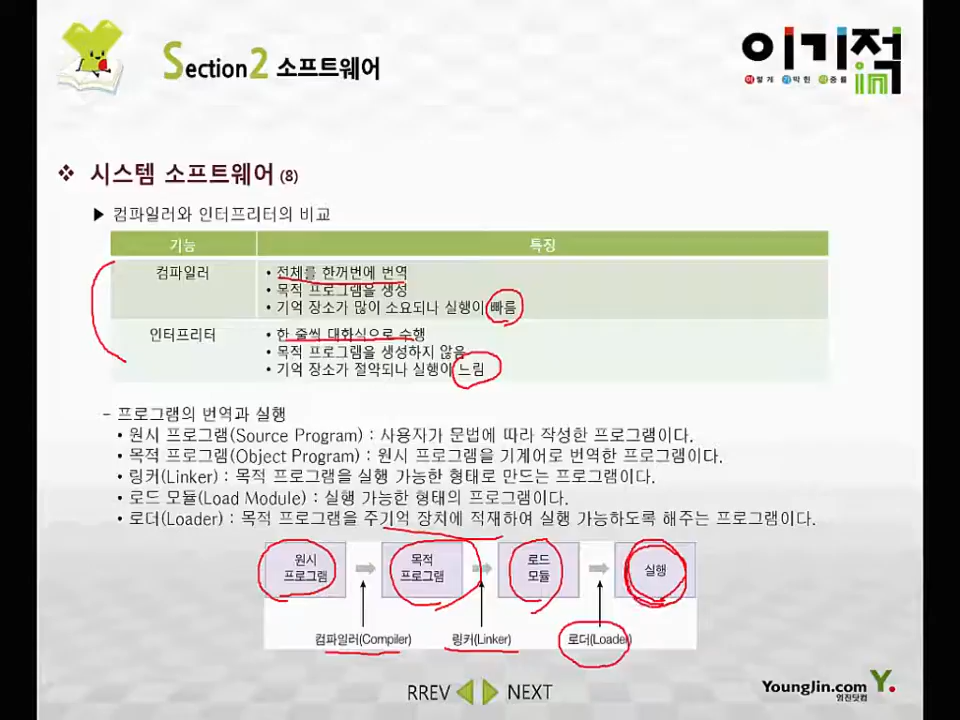 Section2 소프트웨어
이기적in
이렇게 기막힌 적중률
❖ 시스템 소프트웨어 (8)
▶ 컴파일러와 인터프리터의 비교
기능 특징
컴파일러
• 전체를 한꺼번에 번역
• 목적 프로그램을 생성
• 기억 장소가 많이 소요되나 실행이 빠름
인터프리터
• 한 줄씩 대화식으로 수행
• 목적 프로그램을 생성하지 않음
• 기억 장소가 절약되나 실행이 느림
- 프로그램의 번역과 실행
• 원시 프로그램(Source Program) : 사용자가 문법에 따라 작성한 프로그램이다.
• 목적 프로그램(Object Program) : 원시 프로그램을 기계어로 번역한 프로그램이다.
• 링커(Linker) : 목적 프로그램을 실행 가능한 형태로 만드는 프로그램이다.
• 로드 모듈(Load Module) : 실행 가능한 형태의 프로그램이다.
• 로더(Loader) : 목적 프로그램을 주기억 장치에 적재하여 실행 가능하도록 해주는 프로그램이다.
원시 프로그램
목적 프로그램
로드 모듈
실행
컴파일러(Compiler) 링커(Linker) 로더(Loader)
RREV NEXT
YoungJin.com Y.
영진닷컴